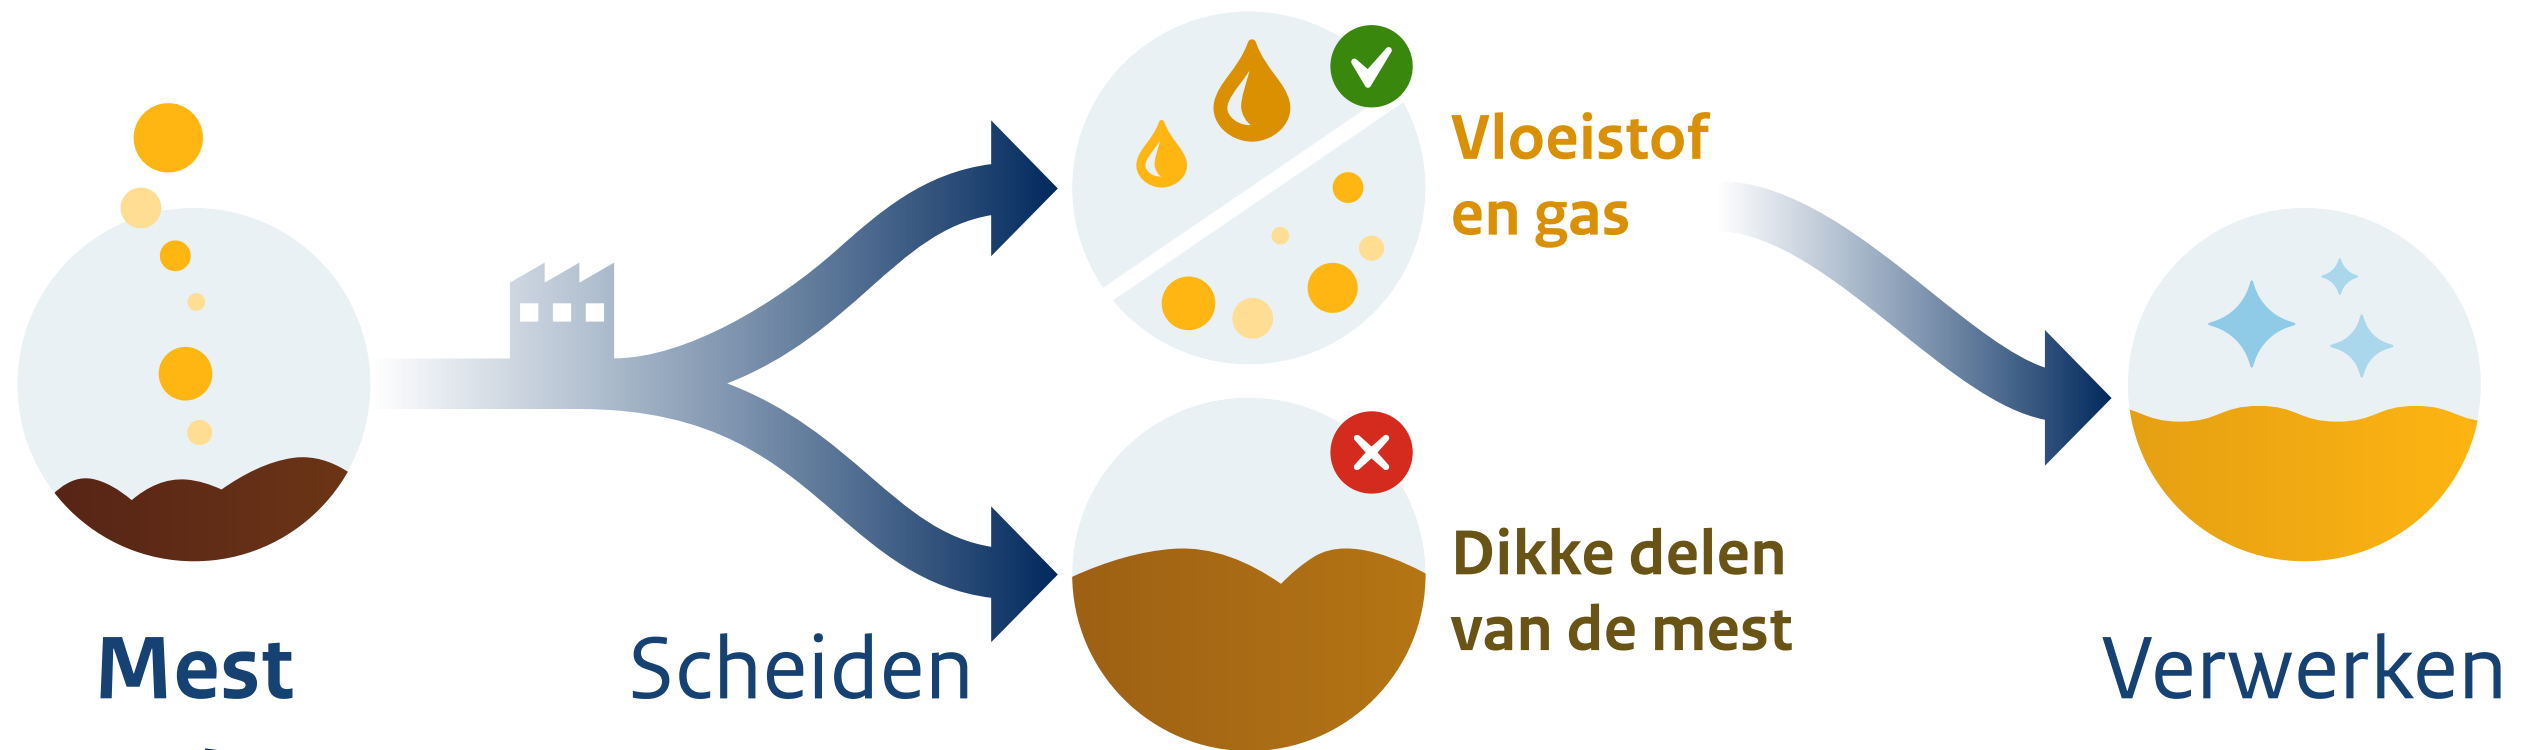 Vloeistof
en gas
Dikke delen
van de mest
Mest
Scheiden
Verwerken